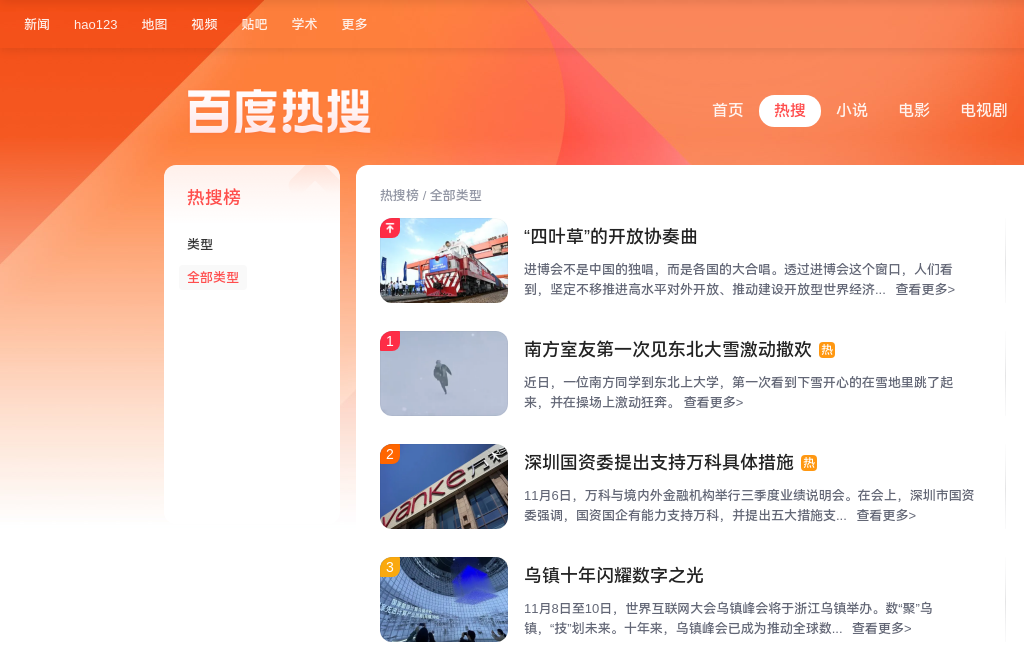 新闻 hao123 地图 视频 贴吧 学术 更多
百度热搜
首页 热搜 小说 电影 电视剧
热搜榜
类型
全部类型
热搜榜 / 全部类型
“四叶草”的开放协奏曲
进博会不是中国的独唱，而是各国的大合唱。透过进博会这个窗口，人们看
到，坚定不移推进高水平对外开放、推动建设开放型世界经济... 查看更多>
1
南方室友第一次见东北大雪激动撒欢 热
近日，一位南方同学到东北上大学，第一次看到下雪开心的在雪地里跳了起
来，并在操场上激动狂奔。 查看更多>
2
vanke 万科
深圳国资委提出支持万科具体措施 热
11月6日，万科与境内外金融机构举行三季度业绩说明会。在会上，深圳市国资
委强调，国资国企有能力支持万科，并提出五大措施支... 查看更多>
3
乌镇十年闪耀数字之光
11月8日至10日，世界互联网大会乌镇峰会将于浙江乌镇举办。数“聚”乌
镇，“技”划未来。十年来，乌镇峰会已成为推动全球数... 查看更多>